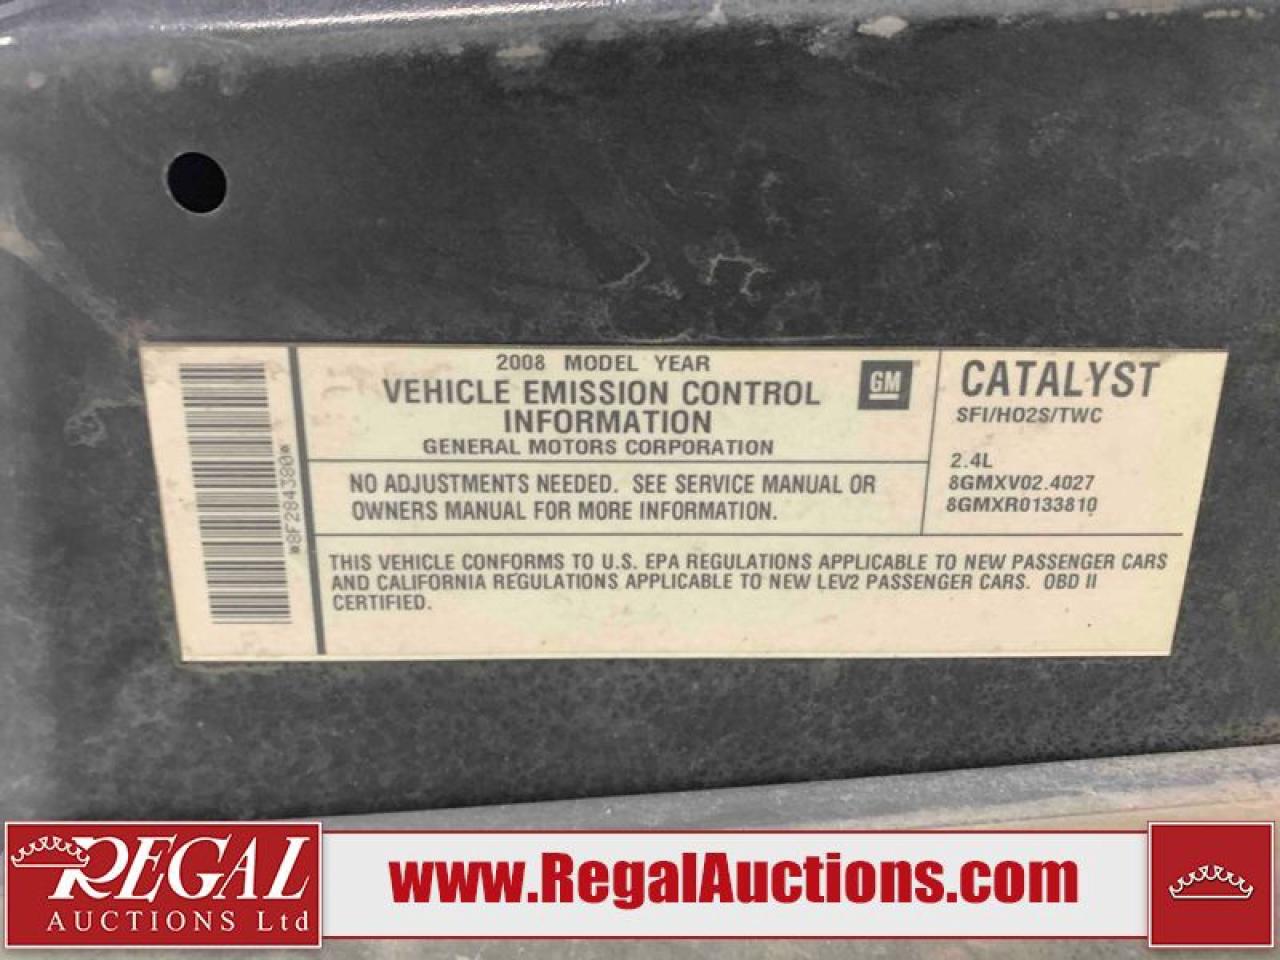 2008 MODEL YEAR
VEHICLE EMISSION CONTROL
INFORMATION
GENERAL MOTORS CORPORATION
GM
NO ADJUSTMENTS NEEDED. SEE SERVICE MANUAL OR
OWNERS MANUAL FOR MORE INFORMATION.
CATALYST
SFI/HO2S/TWC
2.4L
8GMXV02.4027
8GMXR0133810
THIS VEHICLE CONFORMS TO U.S. EPA REGULATIONS APPLICABLE TO NEW PASSENGER CARS
AND CALIFORNIA REGULATIONS APPLICABLE TO NEW LEV2 PASSENGER CARS. OBD II
CERTIFIED.
*8F284380*
REGAL
AUCTIONS Ltd
www.RegalAuctions.com